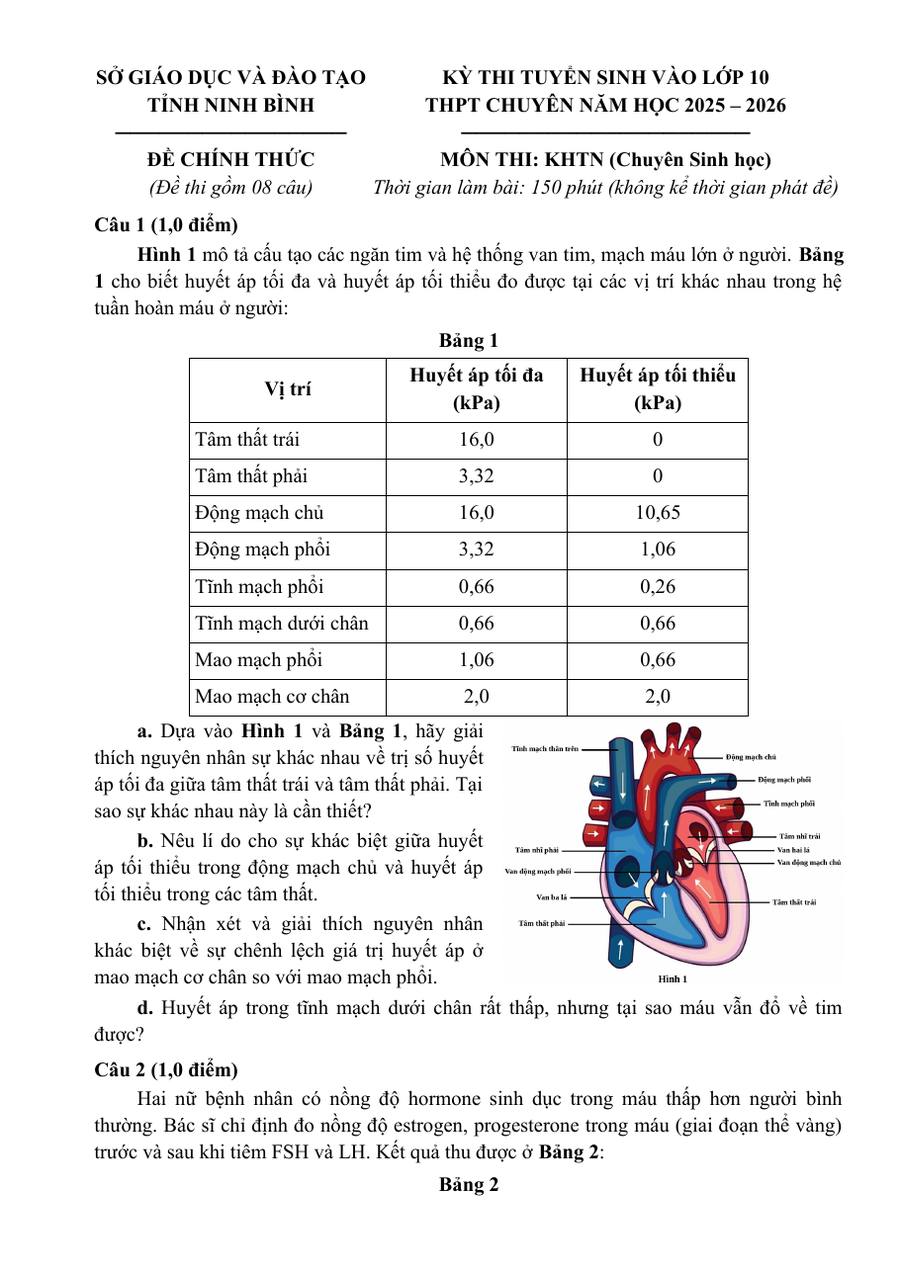 SỞ GIÁO DỤC VÀ ĐÀO TẠO
TỈNH NINH BÌNH
KỲ THI TUYỂN SINH VÀO LỚP 10
THPT CHUYÊN NĂM HỌC 2025 – 2026
ĐỀ CHÍNH THỨC
(Đề thi gồm 08 câu)
MÔN THI: KHTN (Chuyên Sinh học)
Thời gian làm bài: 150 phút (không kể thời gian phát đề)
Câu 1 (1,0 điểm)
Hình 1 mô tả cấu tạo các ngăn tim và hệ thống van tim, mạch máu lớn ở người. Bảng
1 cho biết huyết áp tối đa và huyết áp tối thiểu đo được tại các vị trí khác nhau trong hệ
tuần hoàn máu ở người:
Bảng 1
Vị trí
Huyết áp tối đa
(kPa)
Huyết áp tối thiểu
(kPa)
Tâm thất trái 16,0 0
Tâm thất phải 3,32 0
Động mạch chủ 16,0 10,65
Động mạch phổi 3,32 1,06
Tĩnh mạch phổi 0,66 0,26
Tĩnh mạch dưới chân 0,66 0,66
Mao mạch phổi 1,06 0,66
Mao mạch cơ chân 2,0 2,0
a. Dựa vào Hình 1 và Bảng 1, hãy giải
thích nguyên nhân sự khác nhau về trị số huyết
áp tối đa giữa tâm thất trái và tâm thất phải. Tại
sao sự khác nhau này là cần thiết?
b. Nêu lí do cho sự khác biệt giữa huyết
áp tối thiểu trong động mạch chủ và huyết áp
tối thiểu trong các tâm thất.
c. Nhận xét và giải thích nguyên nhân
khác biệt về sự chênh lệch giá trị huyết áp ở
mao mạch cơ chân so với mao mạch phổi.
Tĩnh mạch thân trên
Động mạch chủ
Động mạch phổi
Tĩnh mạch phổi
Tâm nhĩ trái
Tâm nhĩ phải
Van hai lá
Van động mạch chủ
Van động mạch phổi
Van ba lá
Tâm thất trái
Tâm thất phải
Hình 1
d. Huyết áp trong tĩnh mạch dưới chân rất thấp, nhưng tại sao máu vẫn đổ về tim
được?
Câu 2 (1,0 điểm)
Hai nữ bệnh nhân có nồng độ hormone sinh dục trong máu thấp hơn người bình
thường. Bác sĩ chỉ định đo nồng độ estrogen, progesterone trong máu (giai đoạn thể vàng)
trước và sau khi tiêm FSH và LH. Kết quả thu được ở Bảng 2:
Bảng 2